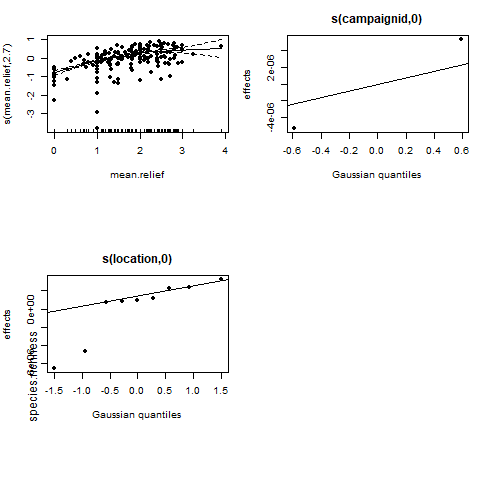 s(mean.relief,2.7)
1
0
-1
-3
0
1
2
3
4
mean.relief
s(campaignid,0)
effects
2e-06
-4e-06
-0.6
-0.4
-0.2
0.0
0.2
0.4
0.6
Gaussian quantiles
s(location,0)
effects
species.richness
0e+00
-1.5
-1.0
-0.5
0.0
0.5
1.0
1.5
Gaussian quantiles